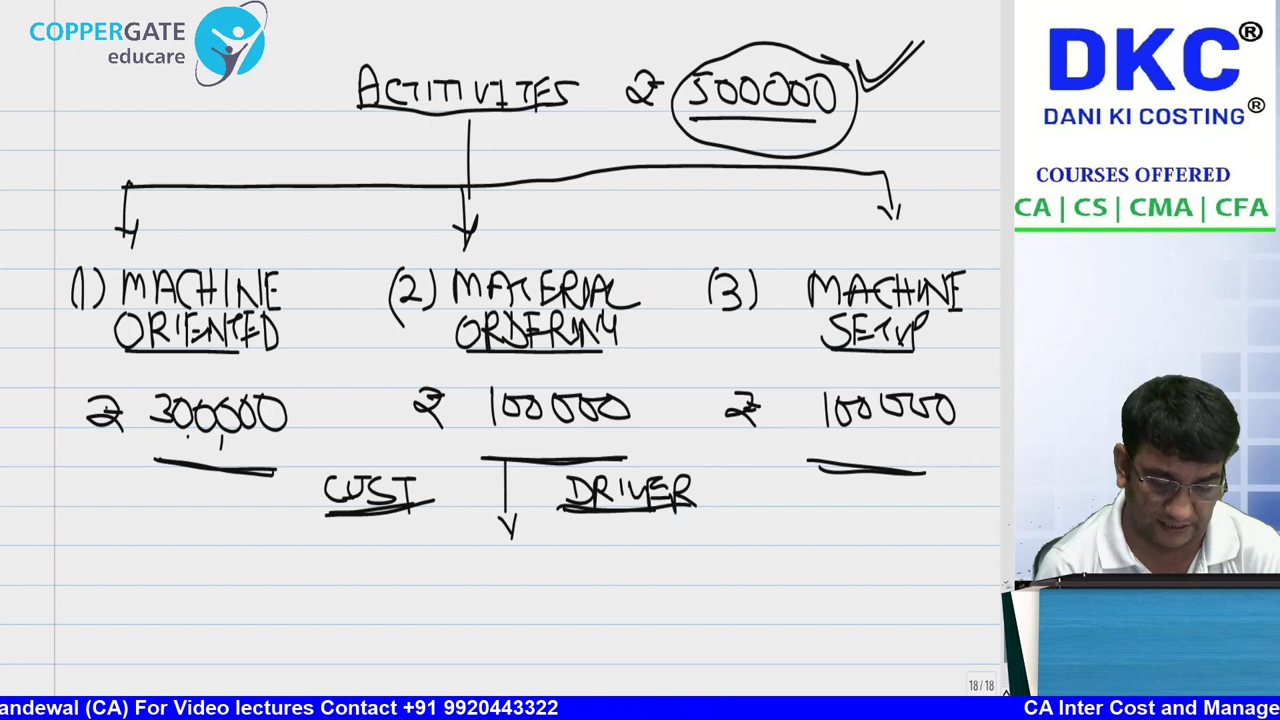 COPPERGATE
educare
ACTITIVITES ₹ 500000
(1) MACHINE
ORIENTED
(2) MATERIAL
ORDERING
(3) MACHINE
SETUP
₹ 300000
₹ 100000
₹ 100000
COST DRIVER
18/18
DKC®
DANI KI COSTING®
COURSES OFFERED
CA | CS | CMA | CFA
andewal (CA) For Video lectures Contact +91 9920443322
CA Inter Cost and Manage